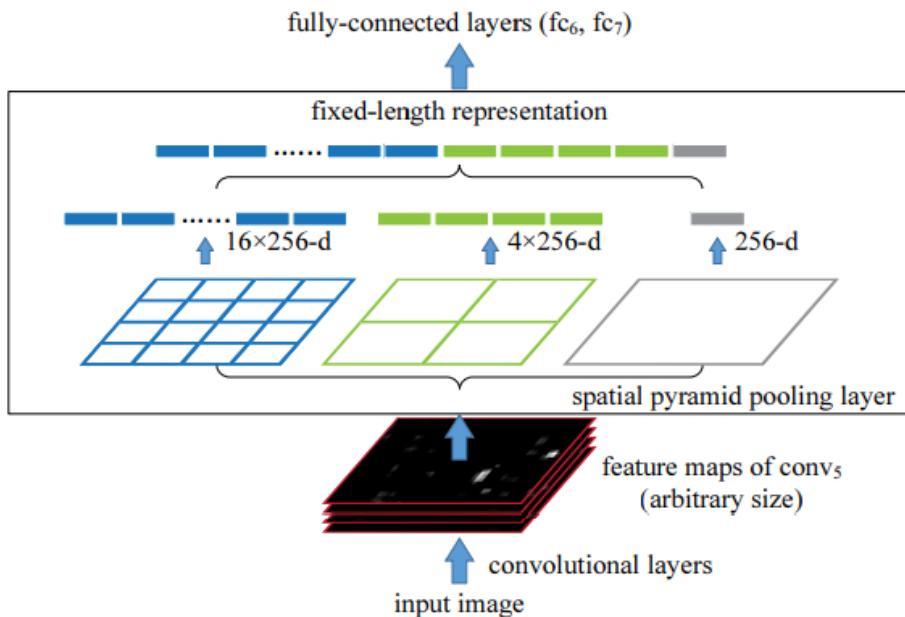 fully-connected layers (fc₆, fc₇)
fixed-length representation
......
......
16×256-d
4×256-d
256-d
spatial pyramid pooling layer
feature maps of conv₅
(arbitrary size)
convolutional layers
input image